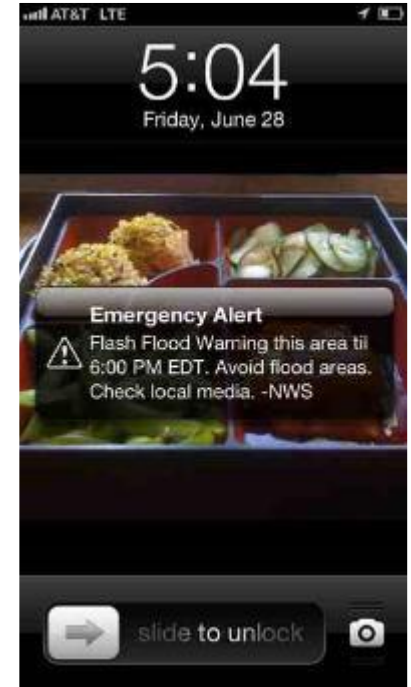 AT&T LTE
5:04
Friday, June 28
Emergency Alert
Flash Flood Warning this area til
6:00 PM EDT. Avoid flood areas.
Check local media. -NWS
slide to unlock